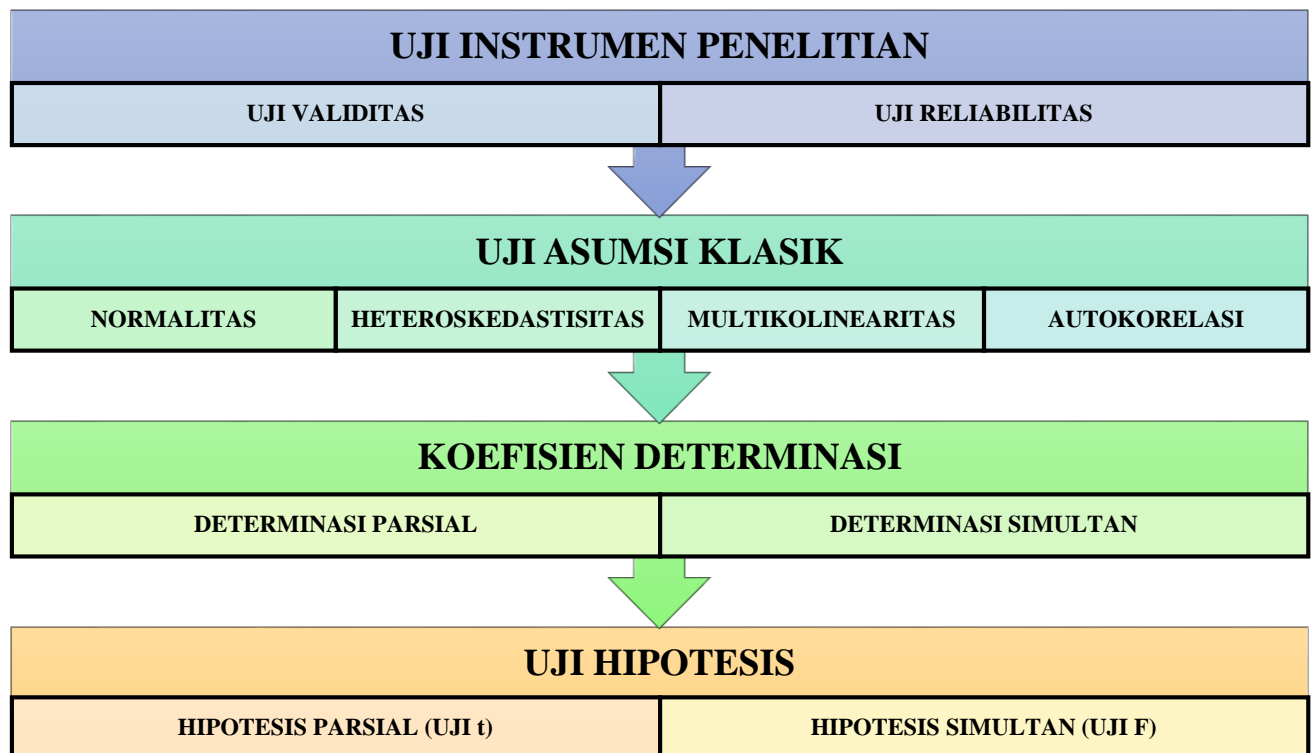 UJI INSTRUMEN PENELITIAN
UJI VALIDITAS
UJI RELIABILITAS
UJI ASUMSI KLASIK
NORMALITAS
HETEROSKEDASTISITAS
MULTIKOLINEARITAS
AUTOKORELASI
KOEFISIEN DETERMINASI
DETERMINASI PARSIAL
DETERMINASI SIMULTAN
UJI HIPOTESIS
HIPOTESIS PARSIAL (UJI t)
HIPOTESIS SIMULTAN (UJI F)